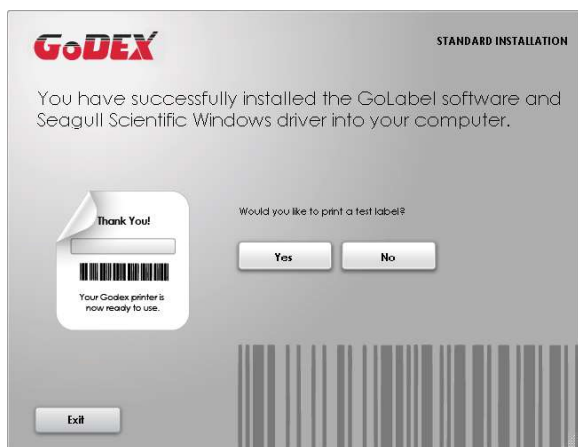 GoDEX
STANDARD INSTALLATION
You have successfully installed the GoLabel software and
Seagull Scientific Windows driver into your computer.
Thank You!
Your Godex printer is
now ready to use.
Would you like to print a test label?
Yes
No
Exit